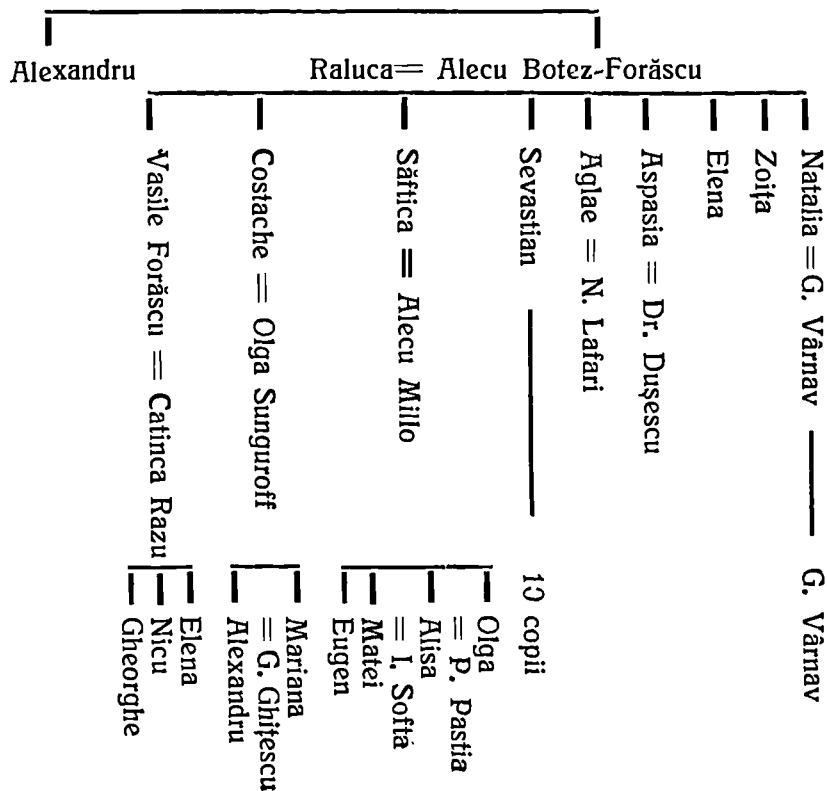 Alexandru
Raluca= Alecu Botez-Forăscu
Vasile Forăscu = Catinca Razu
Elena
Nicu
Gheorghe
Costache = Olga Sunguroff
Mariana
= G. Ghițescu
Alexandru
Săftica = Alecu Millo
Olga
= P. Pastia
Alisa
= I. Softa
Matei
Eugen
Sevastian
10 copii
Aglae = N. Lafari
Aspasia = Dr. Dușescu
Elena
Zoița
Natalia =G. Vârnav
G. Vârnav